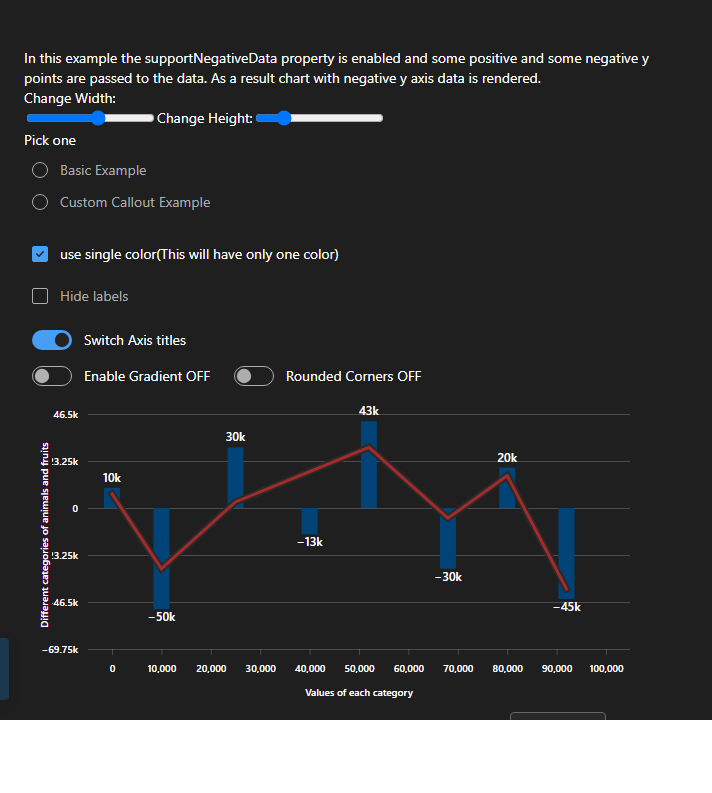 In this example the supportNegativeData property is enabled and some positive and some negative y
points are passed to the data. As a result chart with negative y axis data is rendered.
Change Width:
Change Height:
Pick one
Basic Example
Custom Callout Example
use single color(This will have only one color)
Hide labels
Switch Axis titles
Enable Gradient OFF Rounded Corners OFF
Different categories of animals and fruits
46.5k
3.25k
0
3.25k
46.5k
−69.75k
10k
−50k
30k
−13k
43k
−30k
20k
−45k
0 10,000 20,000 30,000 40,000 50,000 60,000 70,000 80,000 90,000 100,000
Values of each category